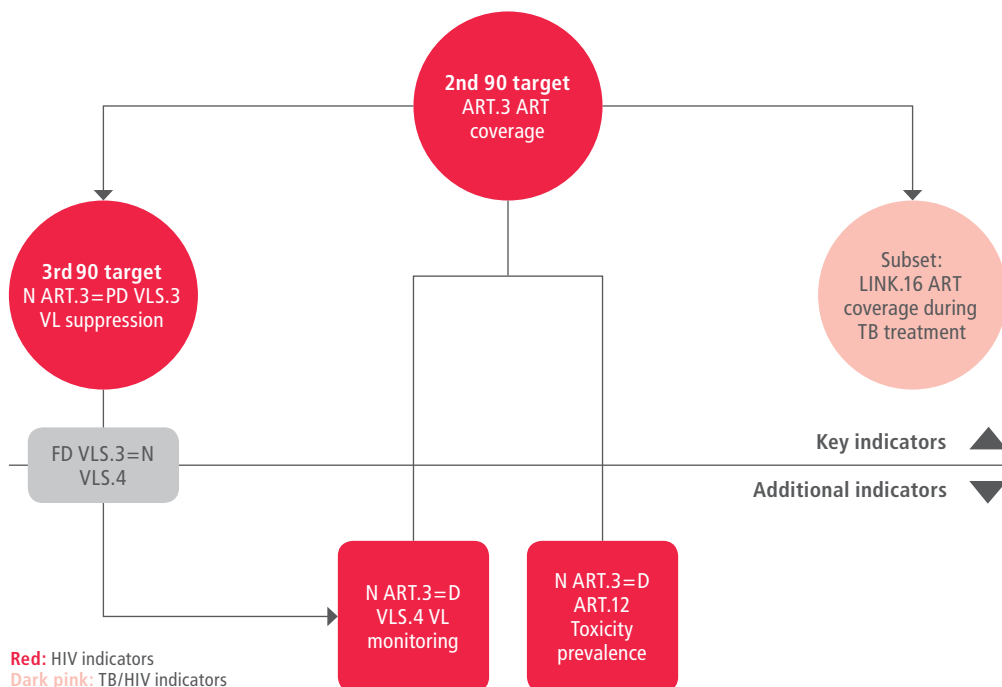 2nd 90 target
ART.3 ART
coverage
3rd 90 target
N ART.3=PD VLS.3
VL suppression
Subset:
LINK.16 ART
coverage during
TB treatment
FD VLS.3=N
VLS.4
Key indicators
Additional indicators
N ART.3=D
VLS.4 VL
monitoring
N ART.3=D
ART.12
Toxicity
prevalence
Red: HIV indicators
Dark pink: TB/HIV indicators